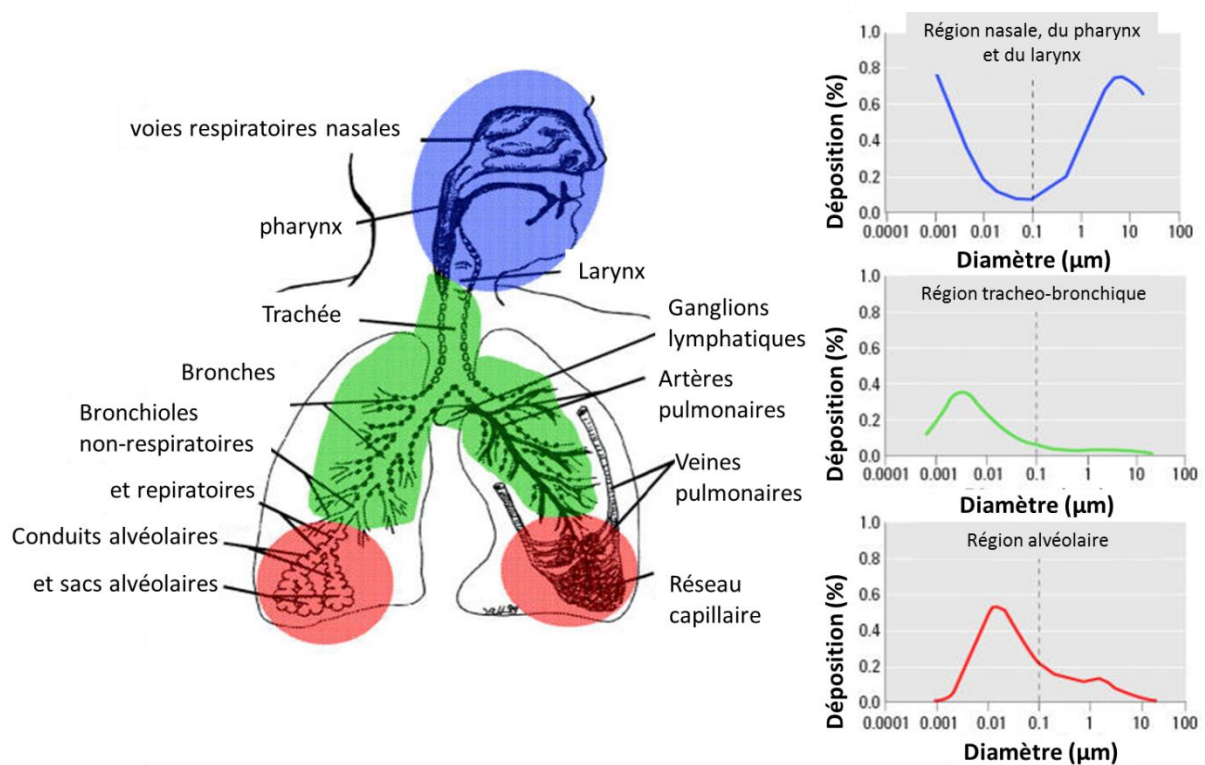 voies respiratoires nasales
pharynx
Larynx
Trachée
Ganglions
lymphatiques
Bronches
Artères
pulmonaires
Bronchioles
non-respiratoires
et repiratoires
Veines
pulmonaires
Conduits alvéolaires
et sacs alvéolaires
Réseau
capillaire
Région nasale, du pharynx
et du larynx
Déposition (%)
1.0
0.8
0.6
0.4
0.2
0.0
0.0001 0.001 0.01 0.1 1 10 100
Diamètre (µm)
Région tracheo-bronchique
Déposition (%)
1.0
0.8
0.6
0.4
0.2
0.0
0.0001 0.001 0.01 0.1 1 10 100
Diamètre (µm)
Région alvéolaire
Déposition (%)
1.0
0.8
0.6
0.4
0.2
0.0
0.0001 0.001 0.01 0.1 1 10 100
Diamètre (µm)